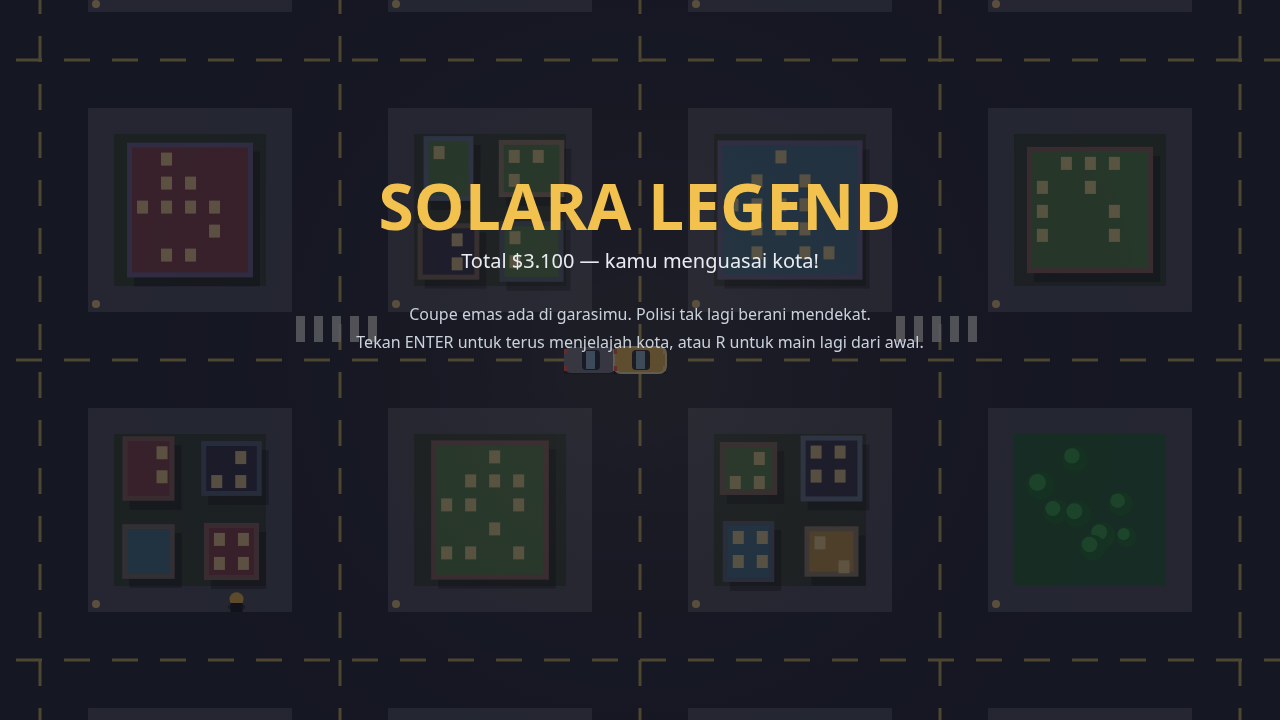 SOLARA LEGEND
Total $3.100 — kamu menguasai kota!
Coupe emas ada di garasimu. Polisi tak lagi berani mendekat.
Tekan ENTER untuk terus menjelajah kota, atau R untuk main lagi dari awal.